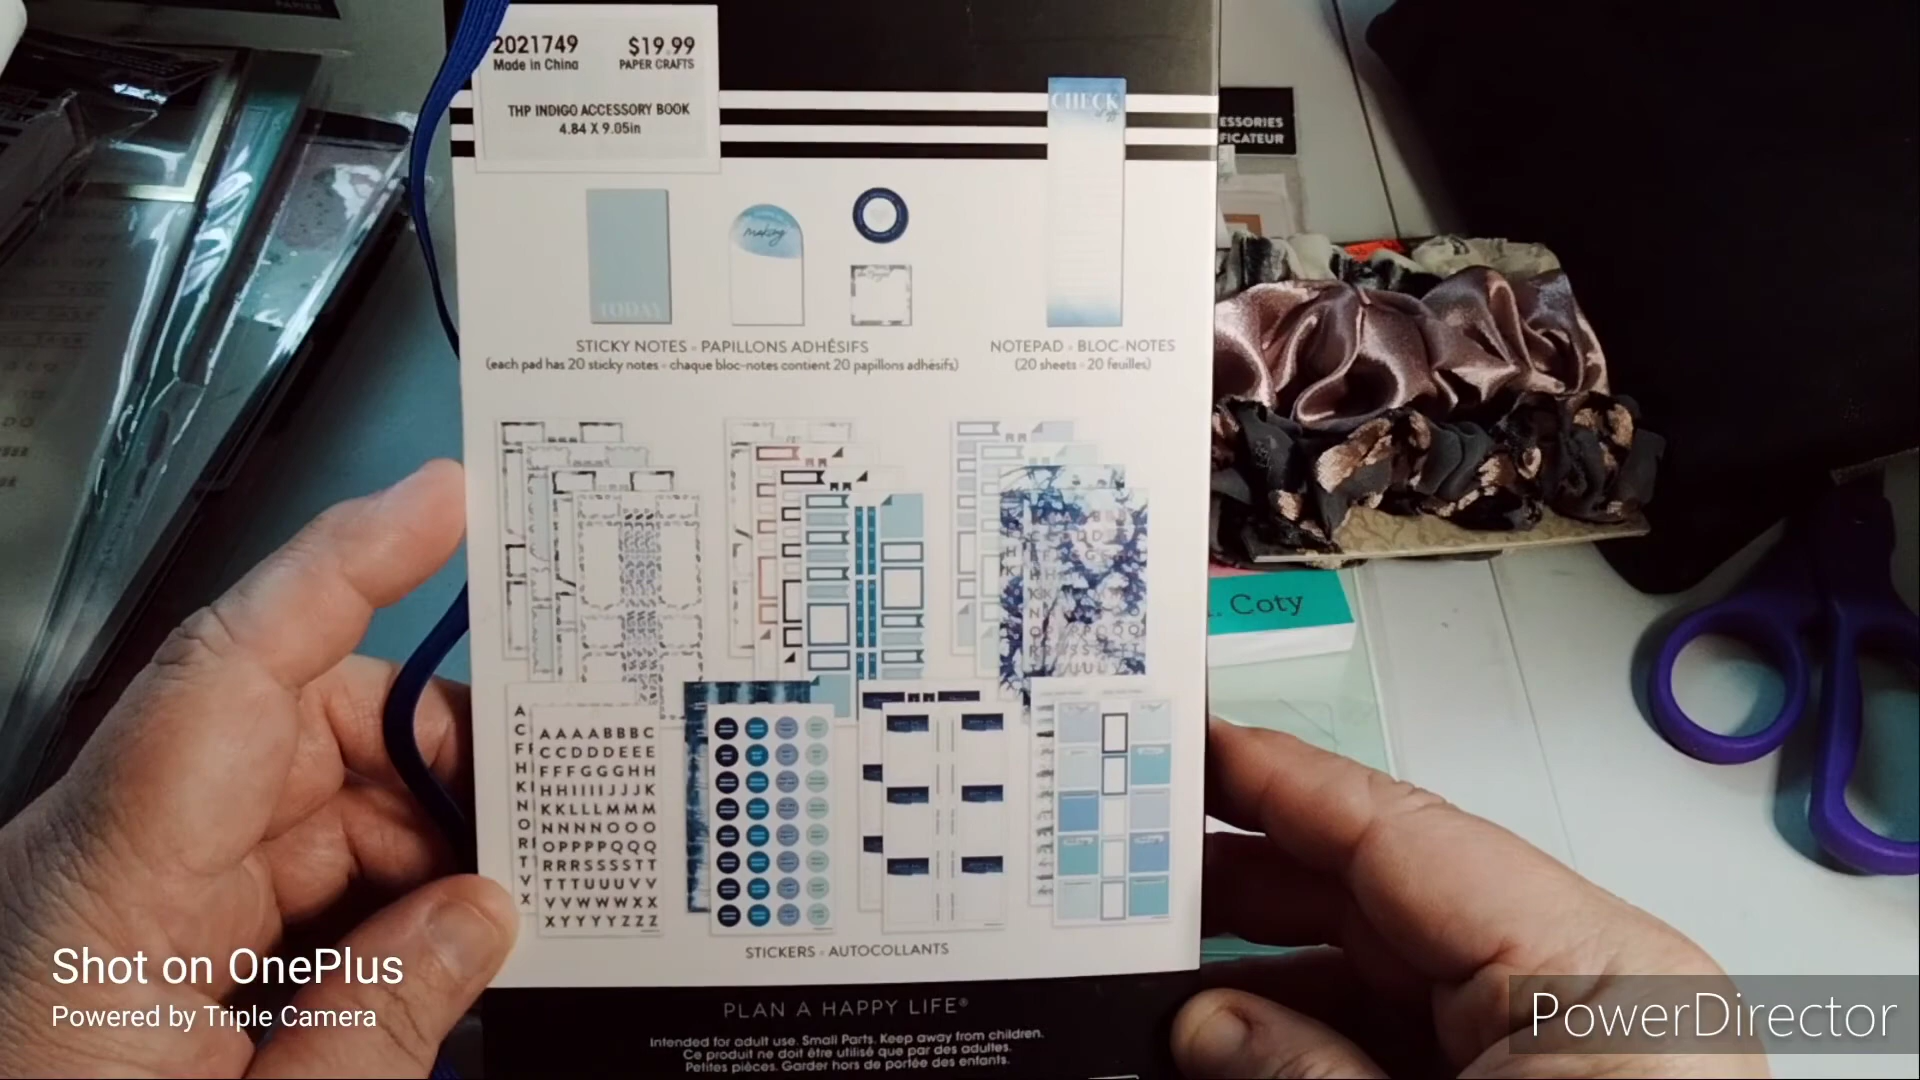 PAPIER
2021749 $19.99
Made in China PAPER CRAFTS
THP INDIGO ACCESSORY BOOK
4.84 X 9.05in
CHECK
ESSORIES
FICATEUR
making
TODAY
STICKY NOTES - PAPILLONS ADHÉSIFS
(each pad has 20 sticky notes - chaque bloc-notes contient 20 papillons adhésifs)
NOTEPAD - BLOC-NOTES
(20 sheets - 20 feuilles)
. Coty
A
C
F
H
K
N
O
R
T
V
X
AAAABBBC
CCDDDEEE
FFFGGGHH
HHIIIIJJJK
KKLLLMMM
NNNNOOO
OPPPPQQQ
RRRSSSSTT
TTTUUUVV
VVWWWXX
XYYYYZZZ
STICKERS - AUTOCOLLANTS
PLAN A HAPPY LIFE®
Intended for adult use. Small Parts. Keep away from children.
Ce produit ne doit être utilisé que par des adultes.
Petites pièces. Garder hors de portée des enfants.
Shot on OnePlus
Powered by Triple Camera
PowerDirector